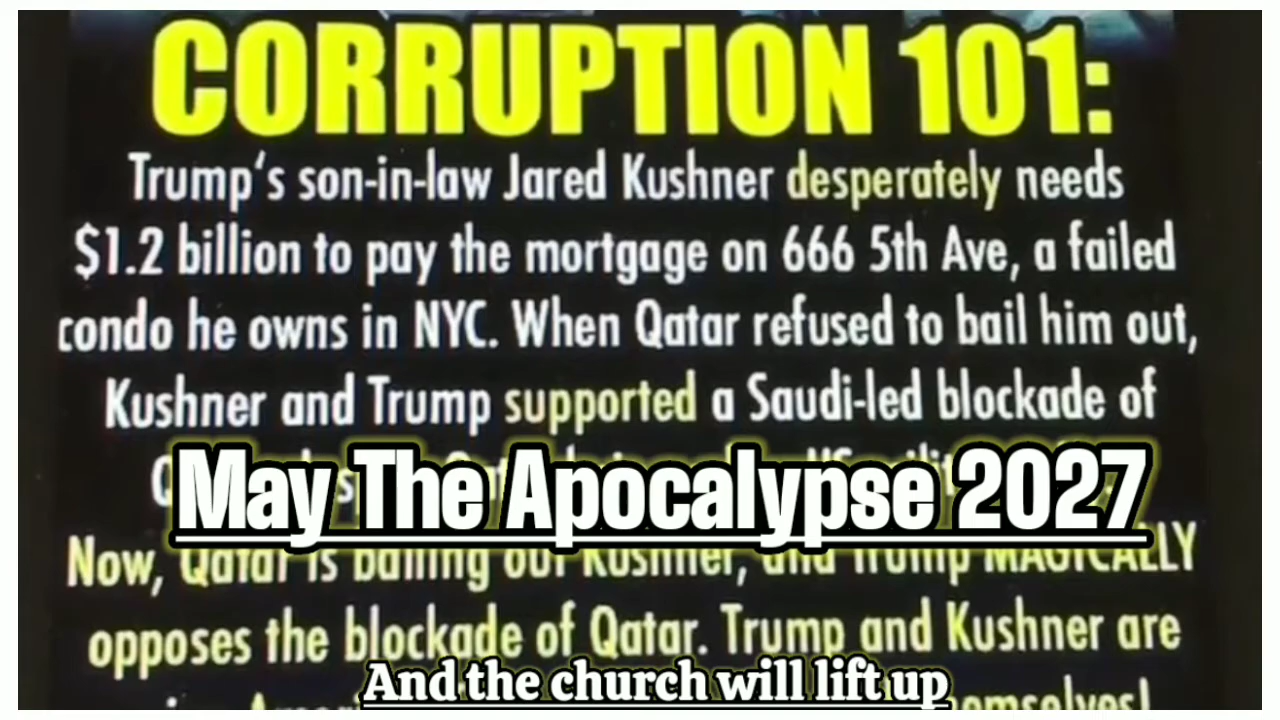 CORRUPTION 101:
Trump's son-in-law Jared Kushner desperately needs
$1.2 billion to pay the mortgage on 666 5th Ave, a failed
condo he owns in NYC. When Qatar refused to bail him out,
Kushner and Trump supported a Saudi-led blockade of
May The Apocalypse 2027
Now, Qatar is bailing out Kushner, and Trump MAGICALLY
opposes the blockade of Qatar. Trump and Kushner are
And the church will lift up